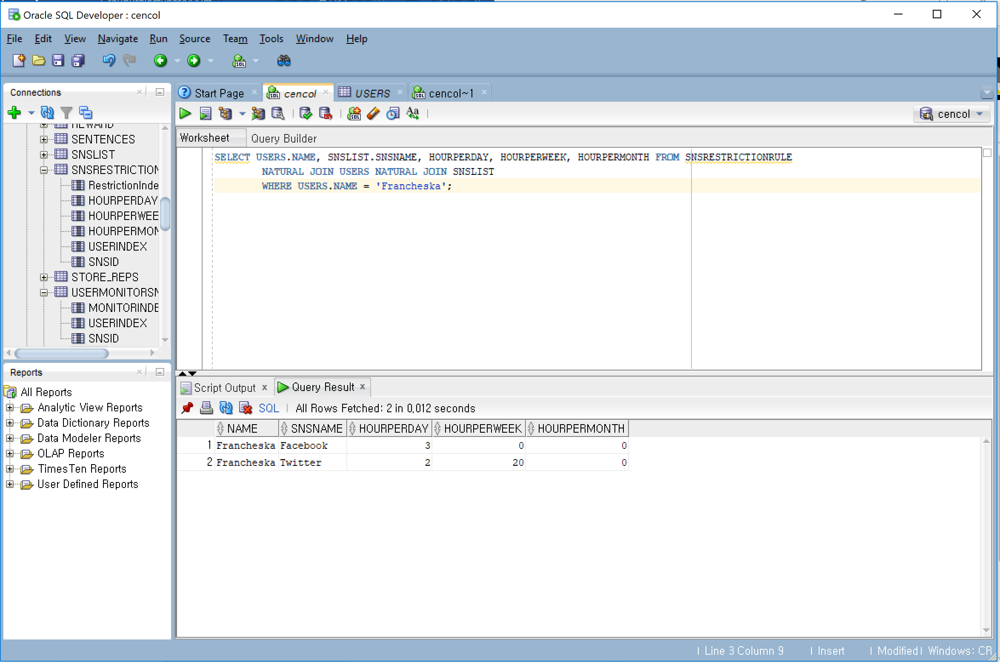 Oracle SQL Developer : cencol
File Edit View Navigate Run Source Team Tools Window Help
Connections
REWARD
SENTENCES
SNSLIST
SNSRESTRICTION
RestrictionInde
HOURPERDAY
HOURPERWEE
HOURPERMON
USERINDEX
SNSID
STORE_REPS
USERMONITORSN
MONITORINDE
USERINDEX
SNSID
Reports
All Reports
Analytic View Reports
Data Dictionary Reports
Data Modeler Reports
OLAP Reports
TimesTen Reports
User Defined Reports
Start Page cencol USERS cencol~1
cencol
Worksheet Query Builder
SELECT USERS.NAME, SNSLIST.SNSNAME, HOURPERDAY, HOURPERWEEK, HOURPERMONTH FROM SNSRESTRICTIONRULE
NATURAL JOIN USERS NATURAL JOIN SNSLIST
WHERE USERS.NAME = 'Francheska';
Script Output x Query Result x
SQL | All Rows Fetched: 2 in 0,012 seconds
NAME SNSNAME HOURPERDAY HOURPERWEEK HOURPERMONTH
1 Francheska Facebook 3 0 0
2 Francheska Twitter 2 20 0
| Line 3 Column 9 | Insert | Modified | Windows: CR